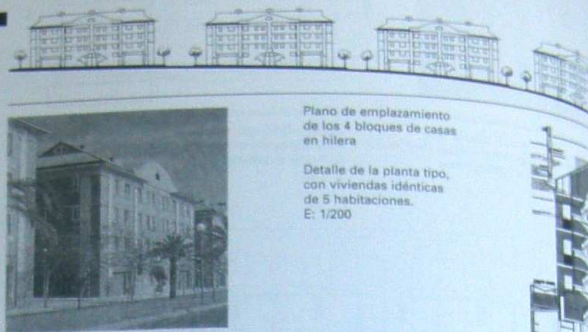 Plano de emplazamiento
de los 4 bloques de casas
en hilera
Detalle de la planta tipo,
con viviendas idénticas
de 5 habitaciones.
E: 1/200